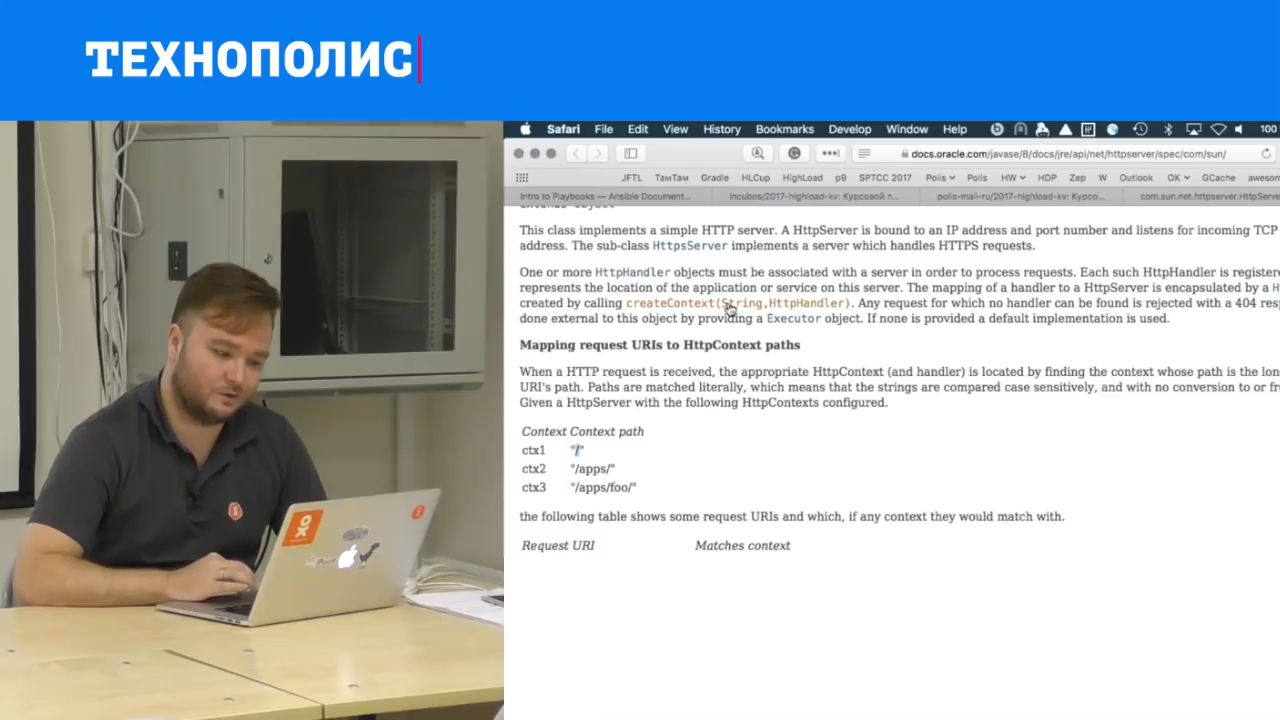 ТЕХНОПОЛИС
Safari File Edit View History Bookmarks Develop Window Help 100
docs.oracle.com/javase/8/docs/jre/api/net/httpserver/spec/com/sun/
JFTL ТамТам Gradle HLCup HighLoad p9 SPTCC 2017 Polis Polis HW HDP Zep W Outlook OK GCache awesom
Intro to Playbooks — Ansible Document... incubos/2017-highload-kv: Курсовой п... polis-mail-ru/2017-highload-kv: Курсо... com.sun.net.httpserver.HttpServe
This class implements a simple HTTP server. A HttpServer is bound to an IP address and port number and listens for incoming TCP
address. The sub-class HttpsServer implements a server which handles HTTPS requests.
One or more HttpHandler objects must be associated with a server in order to process requests. Each such HttpHandler is registere
represents the location of the application or service on this server. The mapping of a handler to a HttpServer is encapsulated by a H
created by calling createContext(String,HttpHandler). Any request for which no handler can be found is rejected with a 404 resp
done external to this object by providing a Executor object. If none is provided a default implementation is used.
Mapping request URIs to HttpContext paths
When a HTTP request is received, the appropriate HttpContext (and handler) is located by finding the context whose path is the lon
URI's path. Paths are matched literally, which means that the strings are compared case sensitively, and with no conversion to or fr
Given a HttpServer with the following HttpContexts configured.
Context Context path
ctx1 "/"
ctx2 "/apps/"
ctx3 "/apps/foo/"
the following table shows some request URIs and which, if any context they would match with.
Request URI Matches context